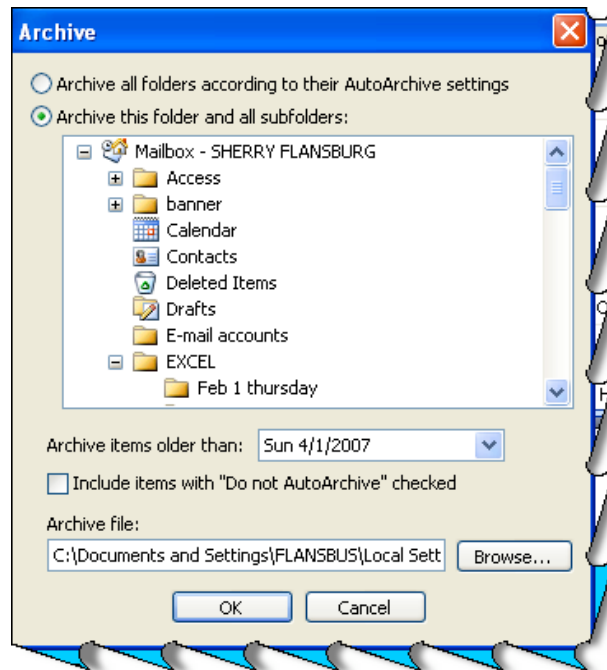 Archive
Archive all folders according to their AutoArchive settings
Archive this folder and all subfolders:
Mailbox - SHERRY FLANSBURG
Access
banner
Calendar
Contacts
Deleted Items
Drafts
E-mail accounts
EXCEL
Feb 1 thursday
Archive items older than: Sun 4/1/2007
Include items with "Do not AutoArchive" checked
Archive file:
C:\Documents and Settings\FLANSBUS\Local Sett Browse...
OK Cancel